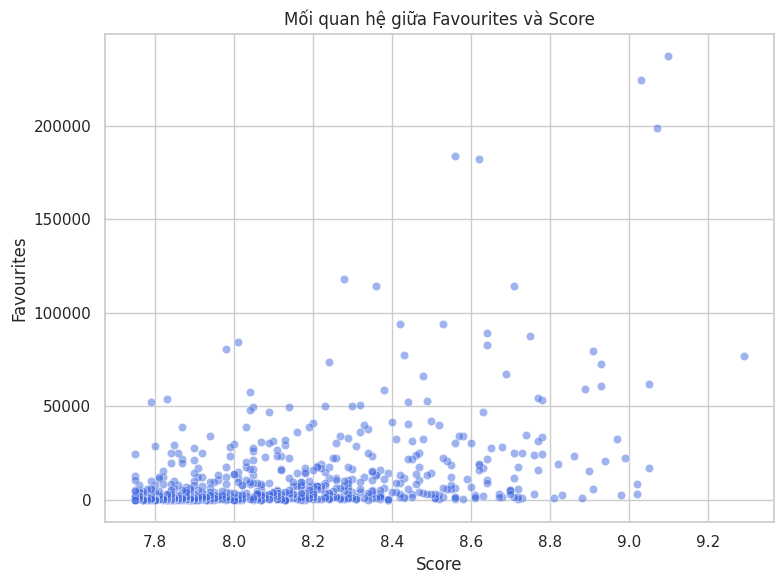 Mối quan hệ giữa Favourites và Score
200000
150000
100000
50000
0
Favourites
7.8 8.0 8.2 8.4 8.6 8.8 9.0 9.2
Score